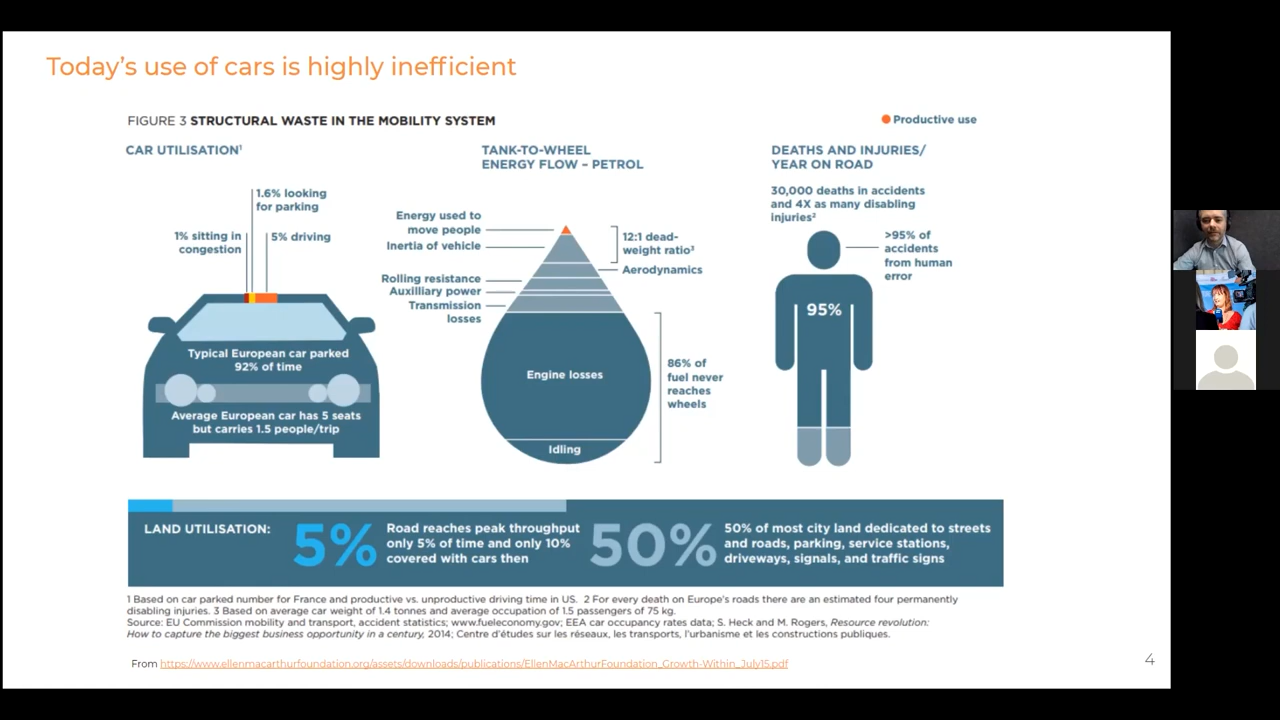 Today's use of cars is highly inefficient
FIGURE 3 STRUCTURAL WASTE IN THE MOBILITY SYSTEM
Productive use
CAR UTILISATION¹
1.6% looking
for parking
1% sitting in
congestion
5% driving
Typical European car parked
92% of time
Average European car has 5 seats
but carries 1.5 people/trip
TANK-TO-WHEEL
ENERGY FLOW – PETROL
Energy used to
move people
Inertia of vehicle
Rolling resistance
Auxilliary power
Transmission
losses
12:1 dead-
weight ratio³
Aerodynamics
Engine losses
86% of
fuel never
reaches
wheels
Idling
DEATHS AND INJURIES/
YEAR ON ROAD
30,000 deaths in accidents
and 4X as many disabling
injuries²
>95% of
accidents
from human
error
95%
LAND UTILISATION:
5%
Road reaches peak throughput
only 5% of time and only 10%
covered with cars then
50%
50% of most city land dedicated to streets
and roads, parking, service stations,
driveways, signals, and traffic signs
1 Based on car parked number for France and productive vs. unproductive driving time in US. 2 For every death on Europe's roads there are an estimated four permanently
disabling injuries. 3 Based on average car weight of 1.4 tonnes and average occupation of 1.5 passengers of 75 kg.
Source: EU Commission mobility and transport, accident statistics; www.fueleconomy.gov; EEA car occupancy rates data; S. Heck and M. Rogers, Resource revolution:
How to capture the biggest business opportunity in a century, 2014; Centre d'études sur les réseaux, les transports, l'urbanisme et les constructions publiques.
From https://www.ellenmacarthurfoundation.org/assets/downloads/publications/EllenMacArthurFoundation_Growth-Within_July15.pdf
4